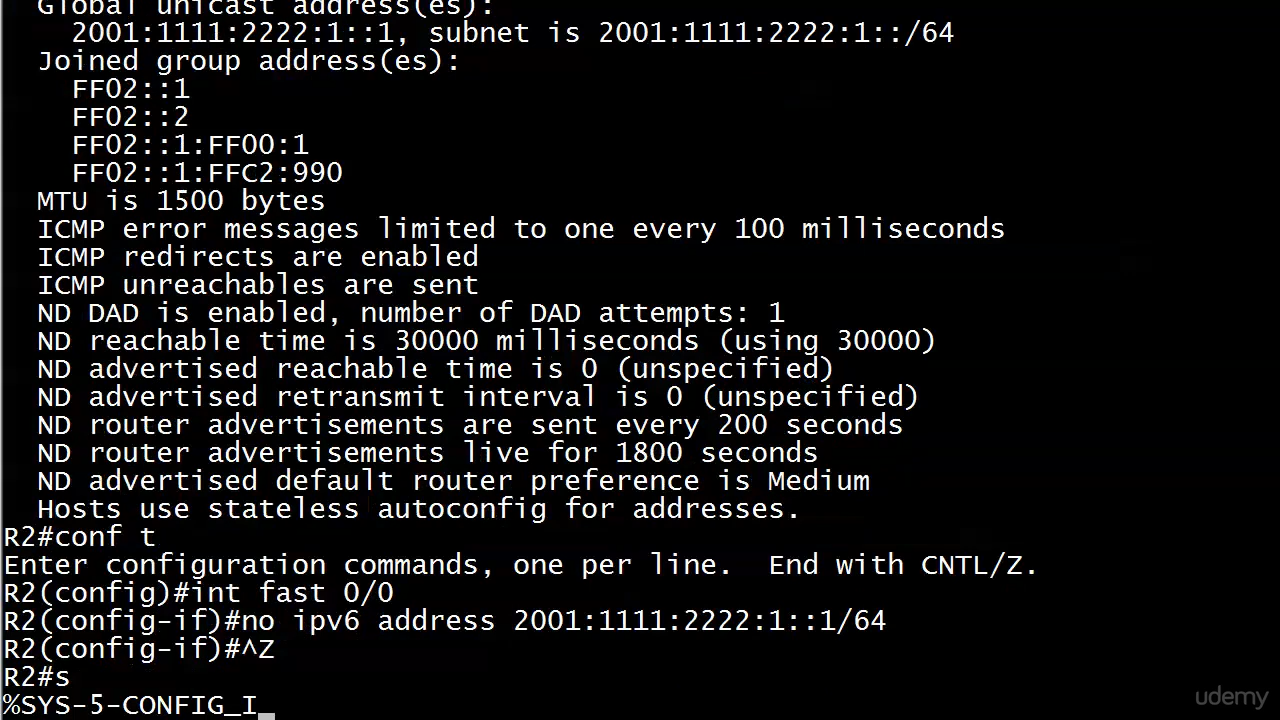 Global unicast address(es):
2001:1111:2222:1::1, subnet is 2001:1111:2222:1::/64
Joined group address(es):
FF02::1
FF02::2
FF02::1:FF00:1
FF02::1:FFC2:990
MTU is 1500 bytes
ICMP error messages limited to one every 100 milliseconds
ICMP redirects are enabled
ICMP unreachables are sent
ND DAD is enabled, number of DAD attempts: 1
ND reachable time is 30000 milliseconds (using 30000)
ND advertised reachable time is 0 (unspecified)
ND advertised retransmit interval is 0 (unspecified)
ND router advertisements are sent every 200 seconds
ND router advertisements live for 1800 seconds
ND advertised default router preference is Medium
Hosts use stateless autoconfig for addresses.
R2#conf t
Enter configuration commands, one per line.  End with CNTL/Z.
R2(config)#int fast 0/0
R2(config-if)#no ipv6 address 2001:1111:2222:1::1/64
R2(config-if)#^Z
R2#s
%SYS-5-CONFIG_I
udemy